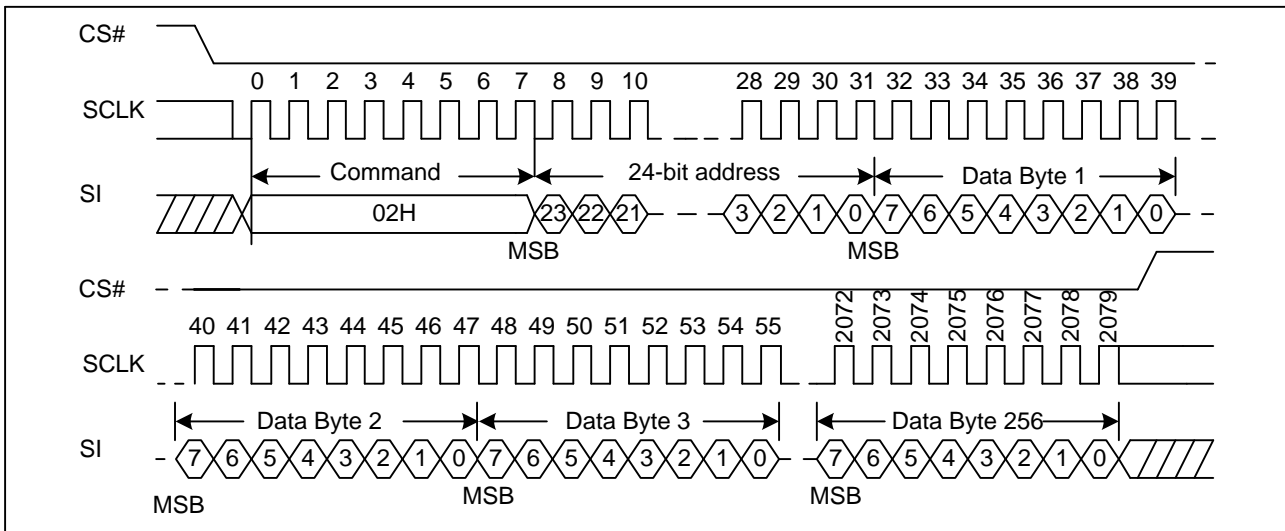 CS#
0 1 2 3 4 5 6 7 8 9 10 28 29 30 31 32 33 34 35 36 37 38 39
SCLK
Command 24-bit address Data Byte 1
SI
02H 23 22 21 3 2 1 0 7 6 5 4 3 2 1 0
MSB MSB
CS#
40 41 42 43 44 45 46 47 48 49 50 51 52 53 54 55 2072 2073 2074 2075 2076 2077 2078 2079
SCLK
Data Byte 2 Data Byte 3 Data Byte 256
SI
7 6 5 4 3 2 1 0 7 6 5 4 3 2 1 0 7 6 5 4 3 2 1 0
MSB MSB MSB